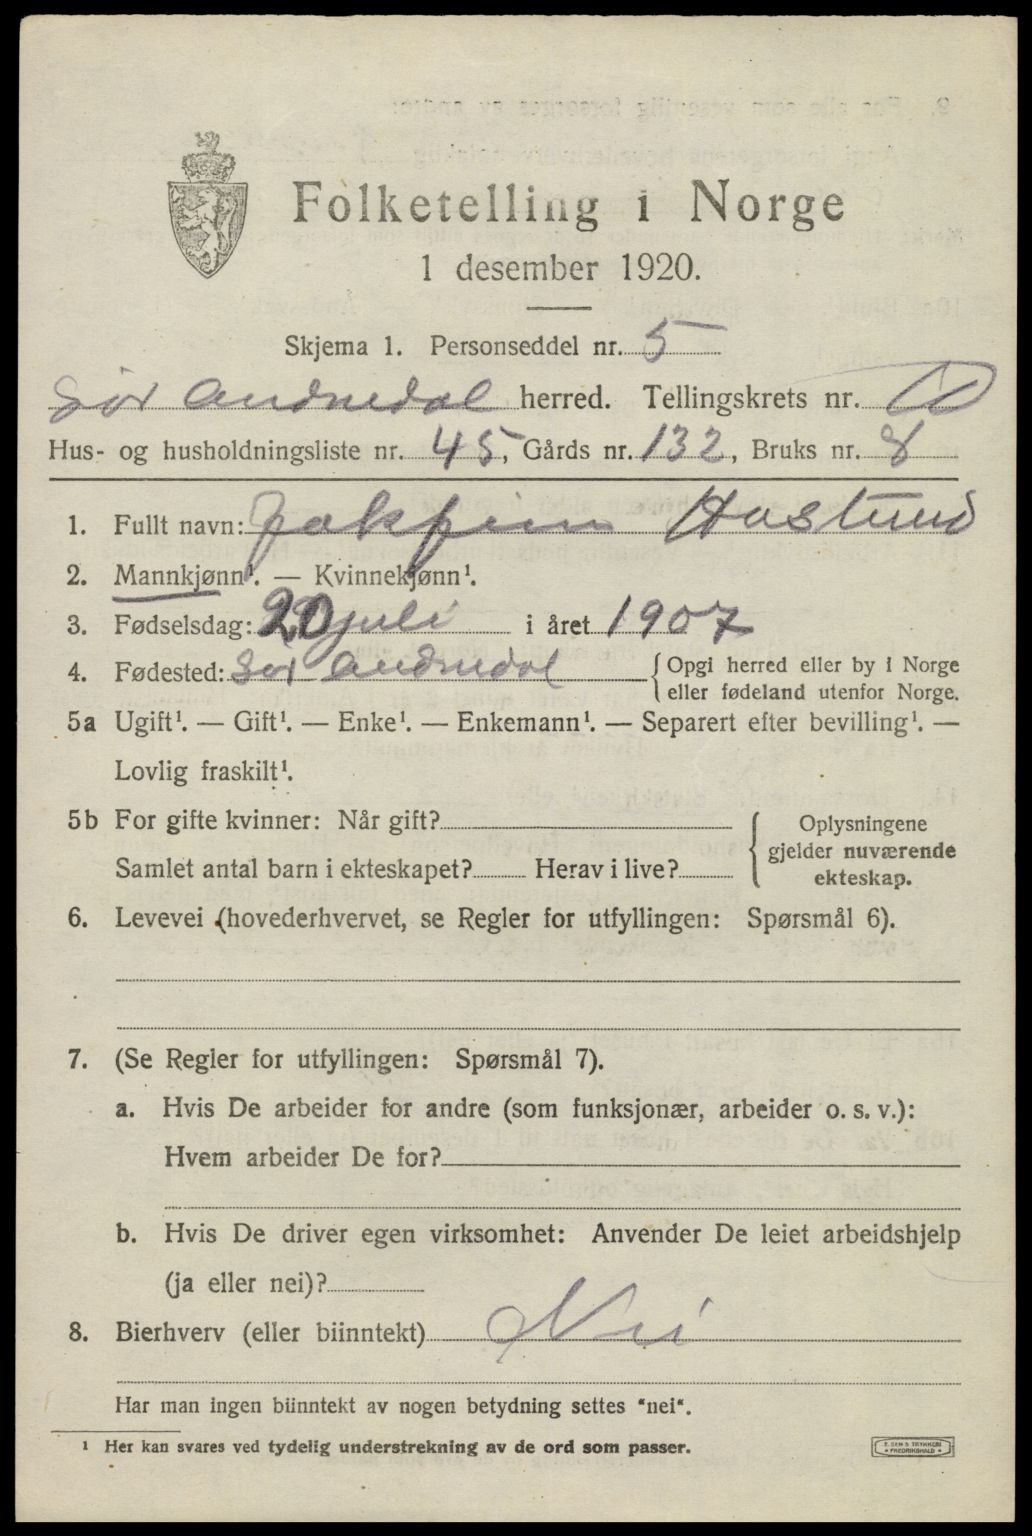 Folketelling i Norge
1 desember 1920.
Skjema 1. Personseddel nr. 5
Sør Audnedal herred. Tellingskrets nr. 10
Hus- og husholdningsliste nr. 45, Gårds nr. 132, Bruks nr. 8
1. Fullt navn: Hastund
2. Mannkjønn¹. — Kvinnekjønn¹.
3. Fødselsdag: 20 juli i året 1907
4. Fødested: Sør Audnedal { Opgi herred eller by i Norge
eller fødeland utenfor Norge.
5a Ugift¹. — Gift¹. — Enke¹. — Enkemann¹. — Separert efter bevilling¹. —
Lovlig fraskilt¹.
5b For gifte kvinner: Når gift? { Oplysningene
gjelder nuværende
ekteskap.
Samlet antal barn i ekteskapet? Herav i live?
6. Levevei (hovederhvervet, se Regler for utfyllingen: Spørsmål 6).
7. (Se Regler for utfyllingen: Spørsmål 7).
a. Hvis De arbeider for andre (som funksjonær, arbeider o. s. v.):
Hvem arbeider De for?
b. Hvis De driver egen virksomhet: Anvender De leiet arbeidshjelp
(ja eller nei)?
8. Bierhverv (eller biinntekt) Nei
Har man ingen biinntekt av nogen betydning settes "nei".
¹ Her kan svares ved tydelig understrekning av de ord som passer.